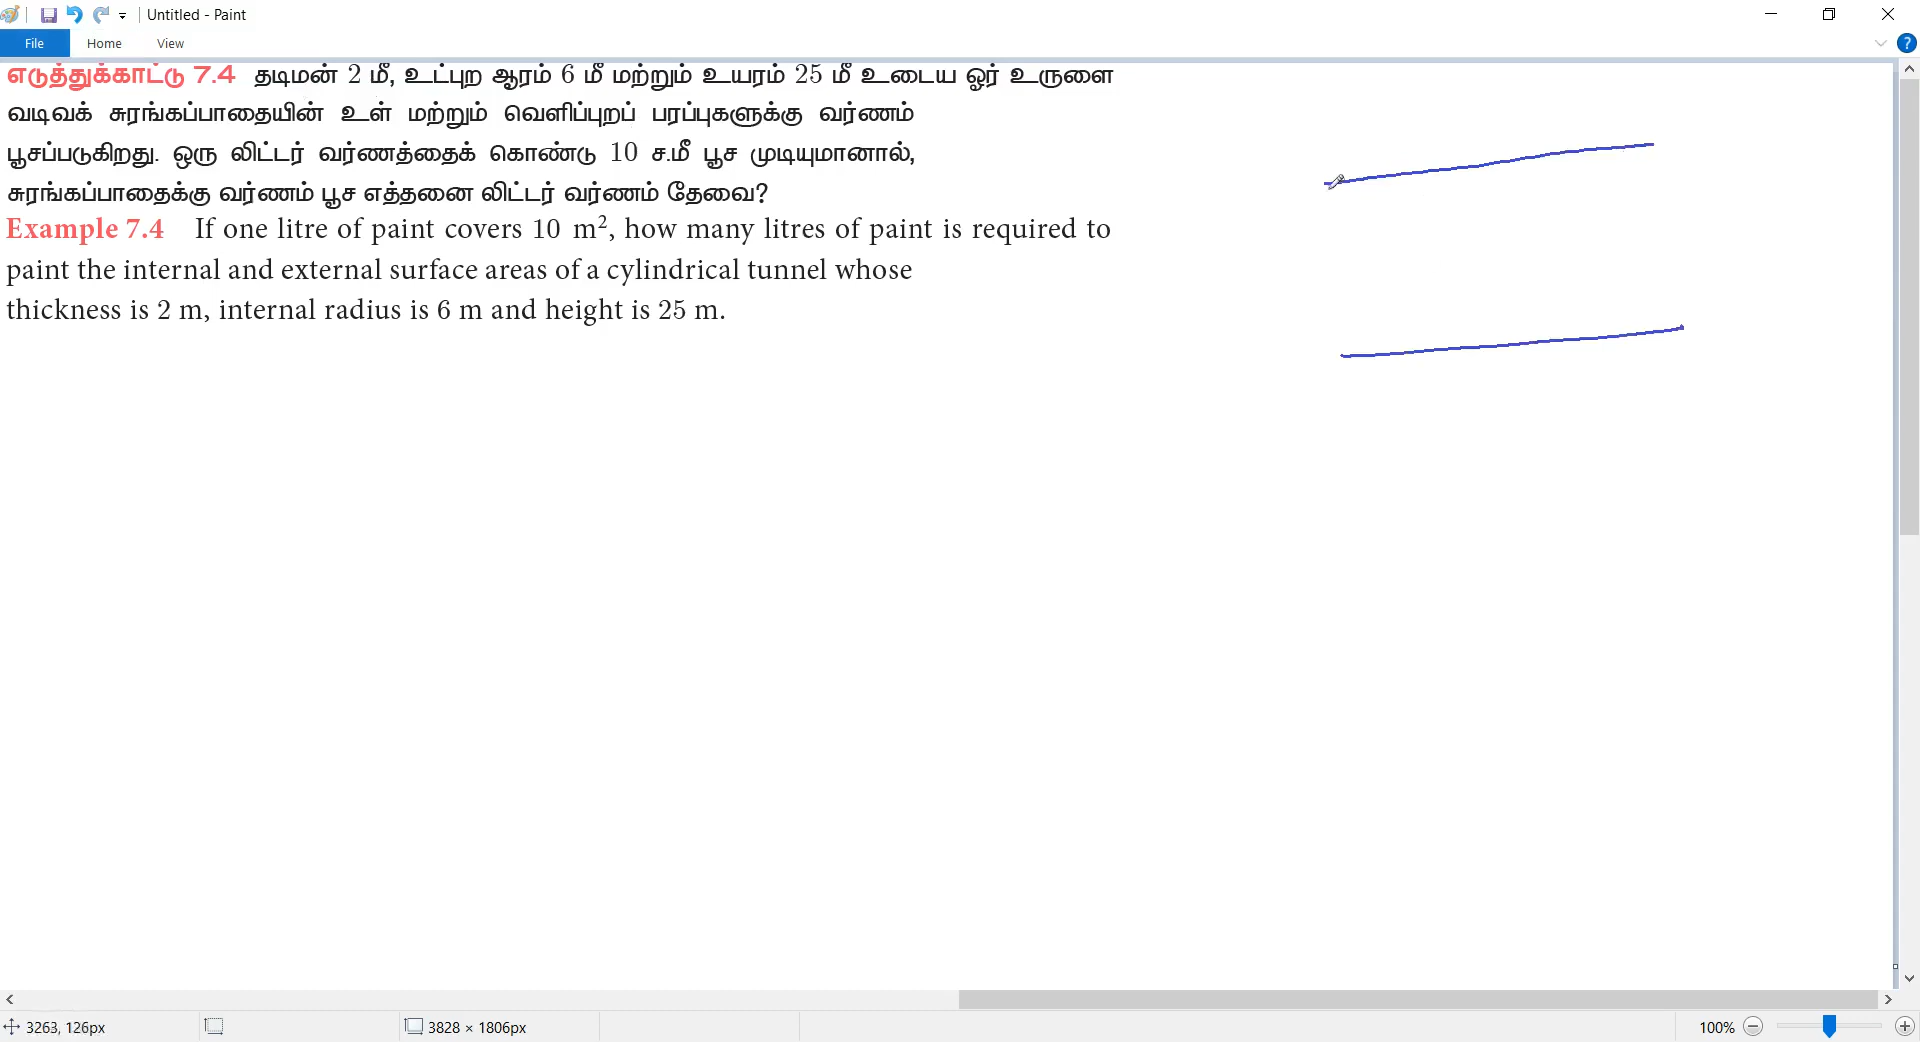 Untitled - Paint
File Home View
எடுத்துக்காட்டு 7.4 தடிமன் 2 மீ, உட்புற ஆரம் 6 மீ மற்றும் உயரம் 25 மீ உடைய ஓர் உருளை
வடிவக் சுரங்கப்பாதையின் உள் மற்றும் வெளிப்புறப் பரப்புகளுக்கு வர்ணம்
பூசப்படுகிறது. ஒரு லிட்டர் வர்ணத்தைக் கொண்டு 10 ச.மீ பூச முடியுமானால்,
சுரங்கப்பாதைக்கு வர்ணம் பூச எத்தனை லிட்டர் வர்ணம் தேவை?
Example 7.4 If one litre of paint covers 10 m², how many litres of paint is required to
paint the internal and external surface areas of a cylindrical tunnel whose
thickness is 2 m, internal radius is 6 m and height is 25 m.
3263, 126px 3828 × 1806px 100%